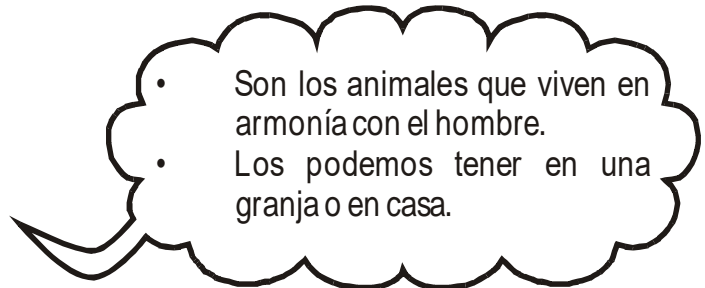 • Son los animales que viven en
armonía con el hombre.
• Los podemos tener en una
granja o en casa.